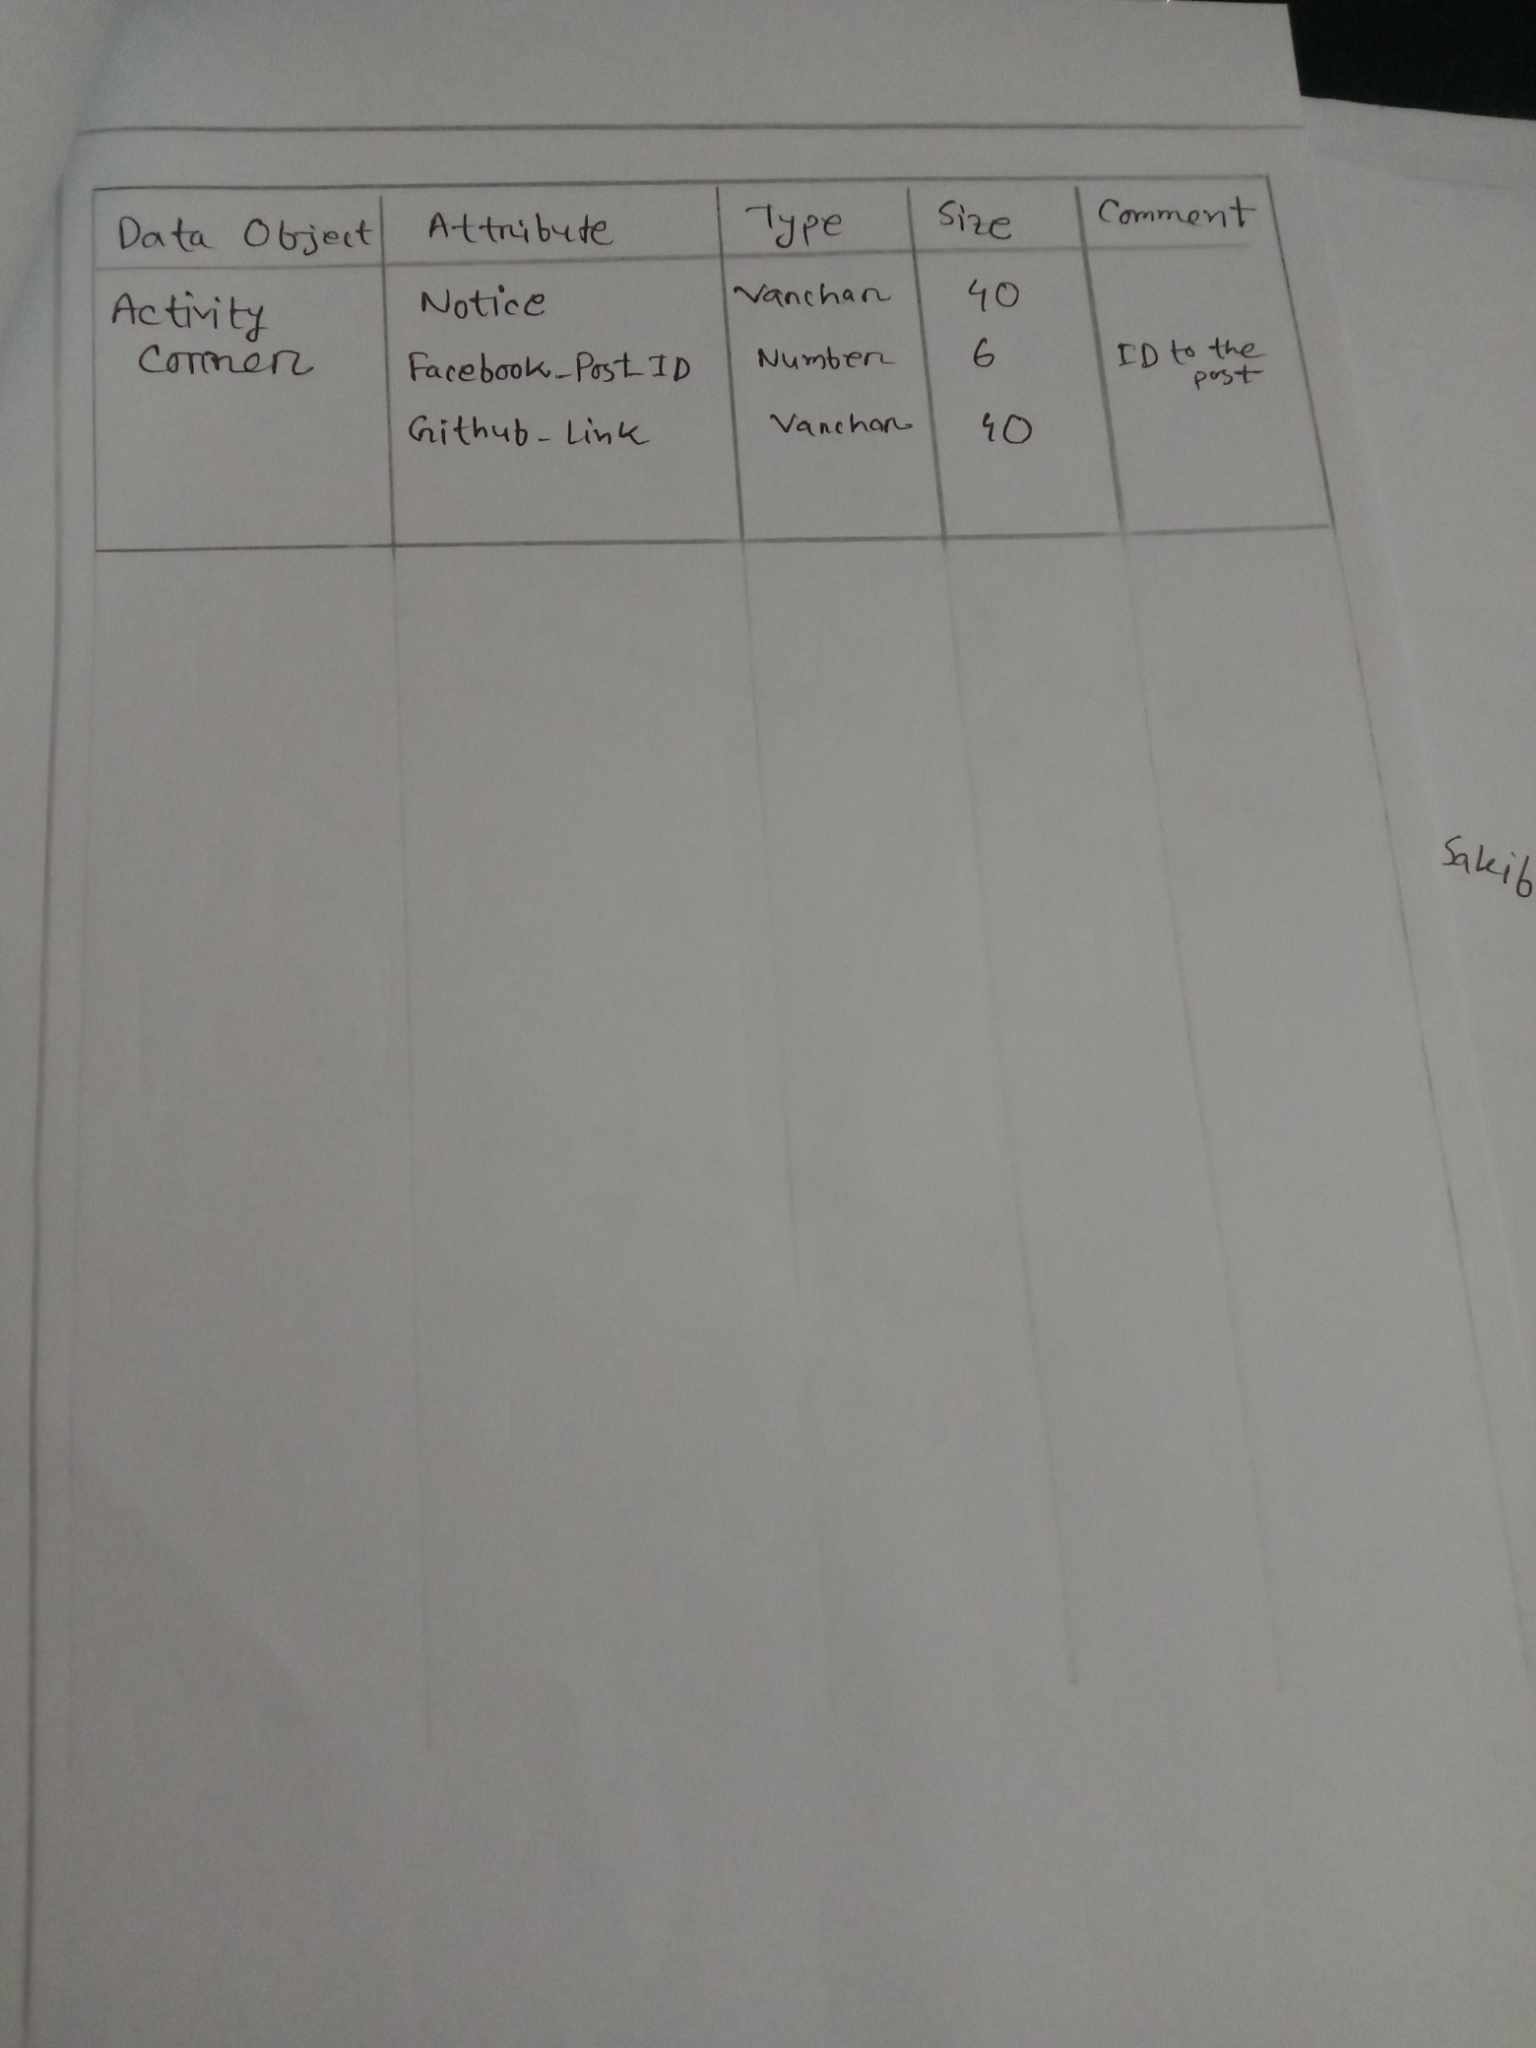 Data Object Attribute Type Size Comment
Activity Notice Varchar 40
Corner Facebook_Post_ID Number 6 ID to the
post
Github_Link Varchar 40
Sakib